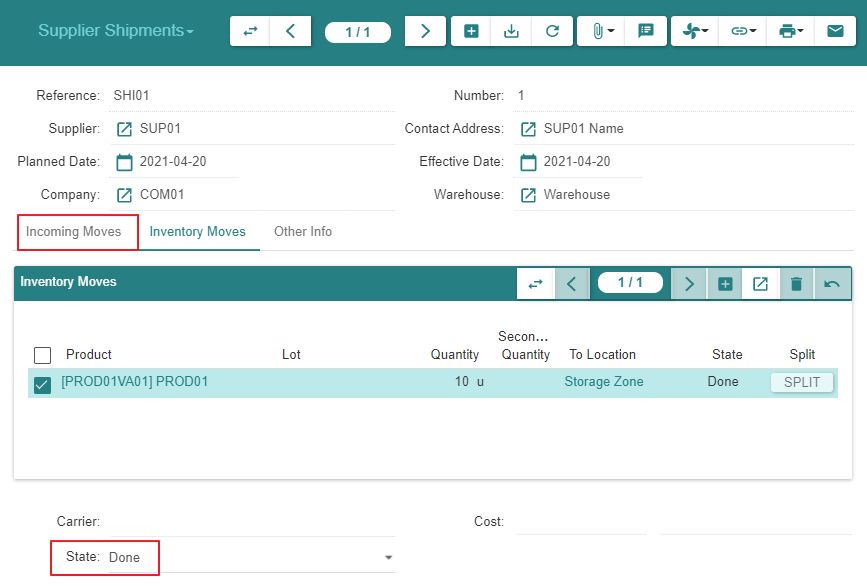 Supplier Shipments
1 / 1
Reference: SHI01 Number: 1
Supplier: SUP01 Contact Address: SUP01 Name
Planned Date: 2021-04-20 Effective Date: 2021-04-20
Company: COM01 Warehouse: Warehouse
Incoming Moves Inventory Moves Other Info
Inventory Moves 1 / 1
Product Lot Quantity Secon... Quantity To Location State Split
[PROD01VA01] PROD01 10 u Storage Zone Done SPLIT
Carrier: Cost:
State: Done